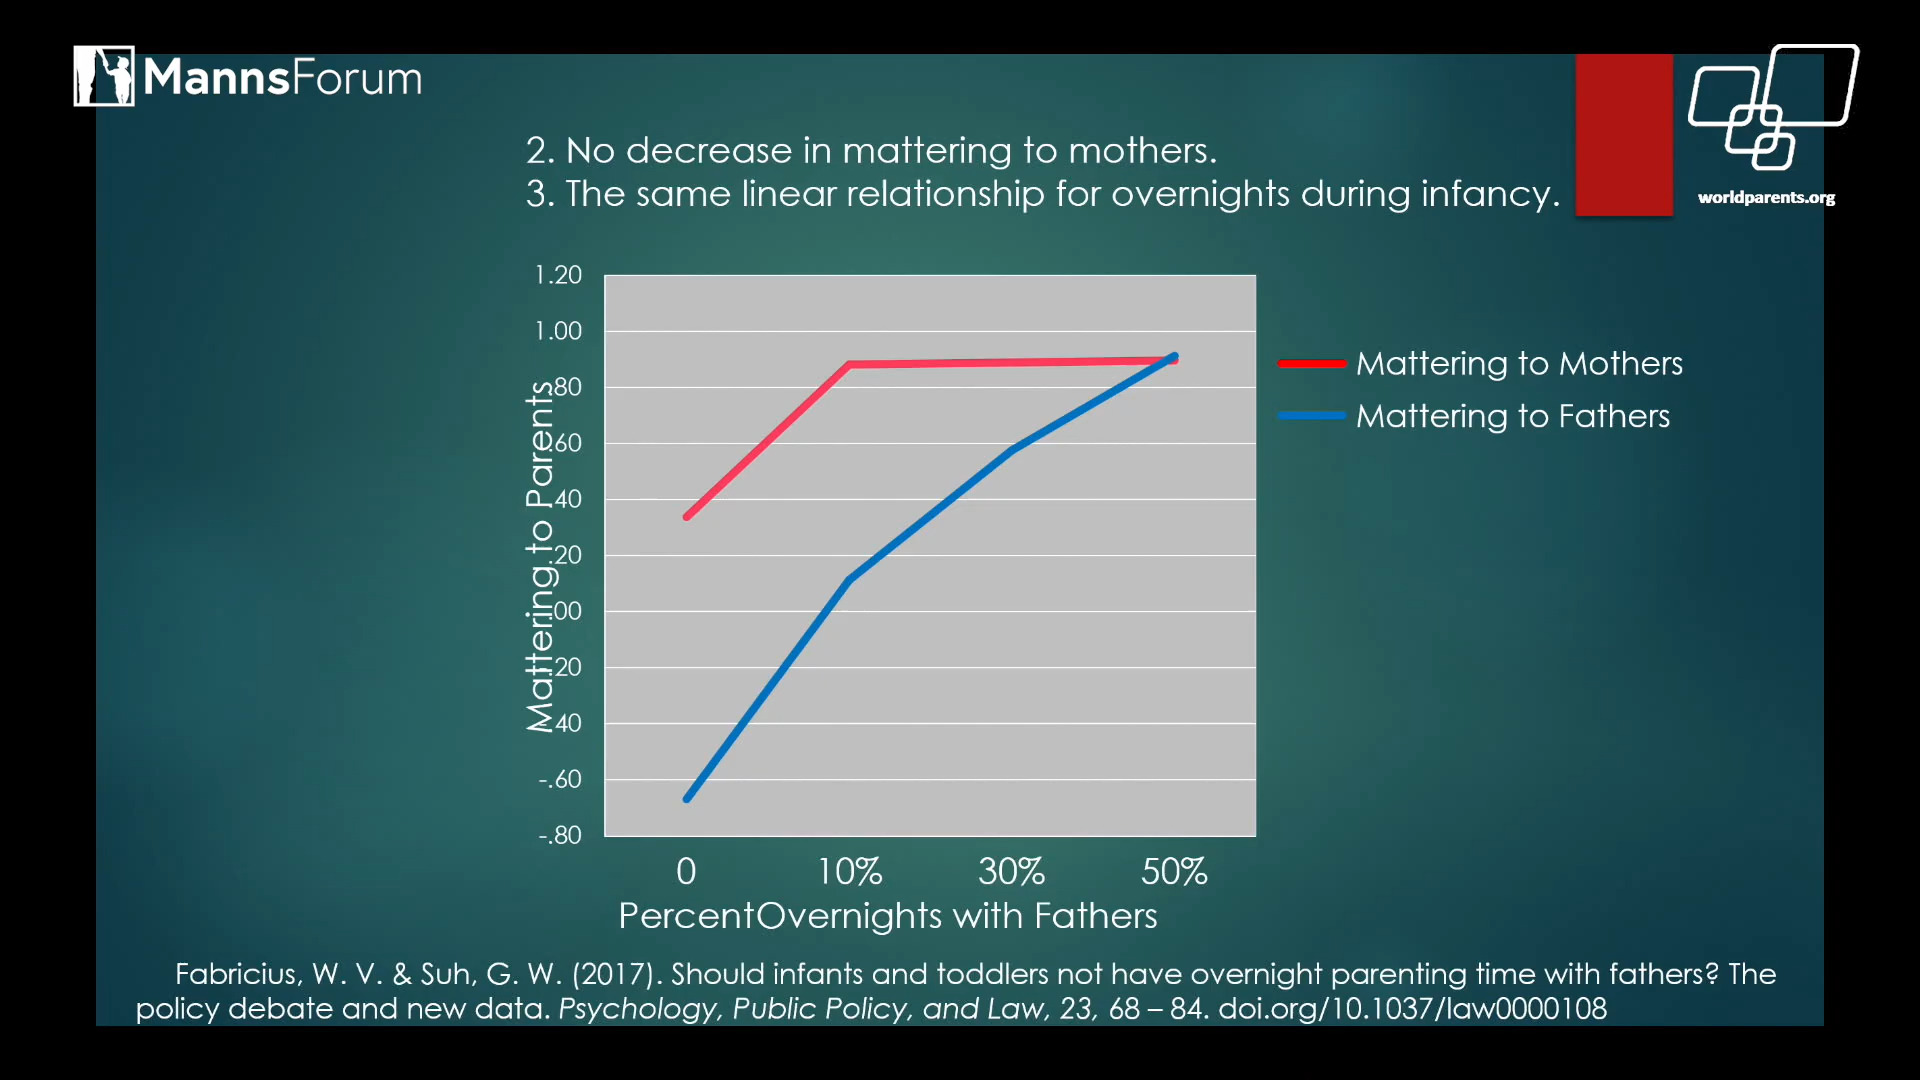 MannsForum
worldparents.org
2. No decrease in mattering to mothers.
3. The same linear relationship for overnights during infancy.
1.20
1.00
.80
.60
.40
.20
.00
-.20
-.40
-.60
-.80
Mattering to Parents
Mattering to Mothers
Mattering to Fathers
0 10% 30% 50%
PercentOvernights with Fathers
Fabricius, W. V. & Suh, G. W. (2017). Should infants and toddlers not have overnight parenting time with fathers? The
policy debate and new data. Psychology, Public Policy, and Law, 23, 68 – 84. doi.org/10.1037/law0000108